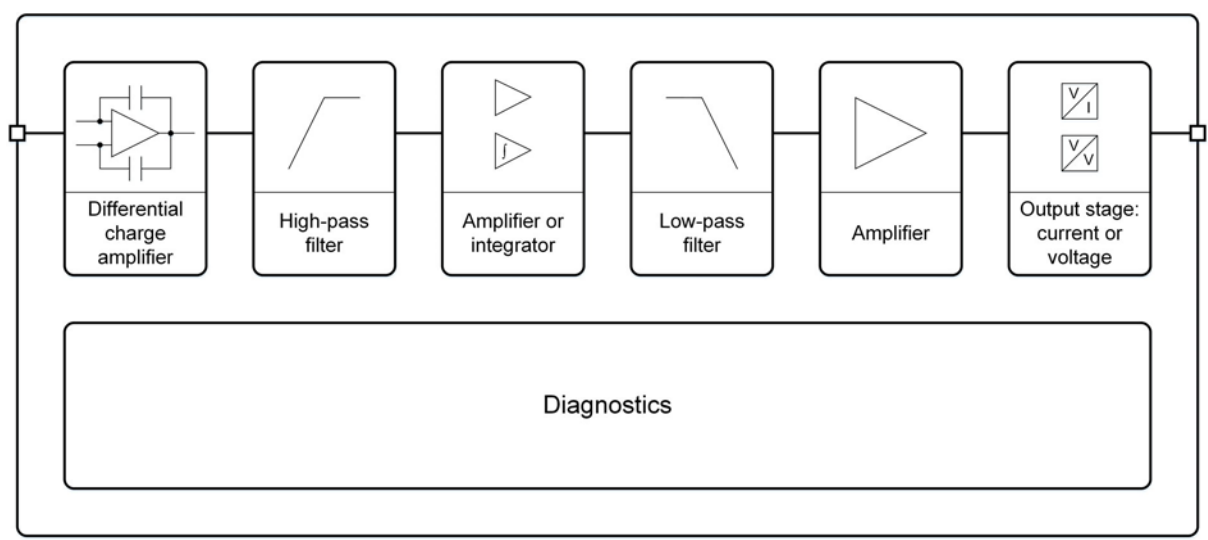 V
I
∫
V
V
Differential
charge
amplifier
High-pass
filter
Amplifier or
integrator
Low-pass
filter
Amplifier
Output stage:
current or
voltage
Diagnostics